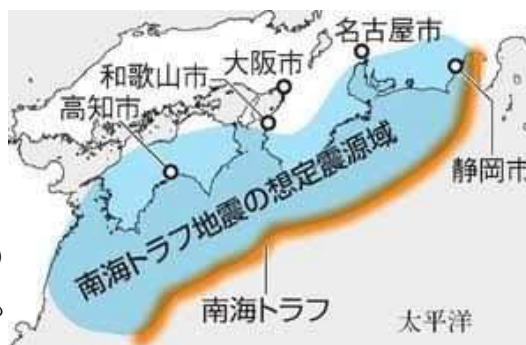 名古屋市
大阪市
和歌山市
高知市
静岡市
南海トラフ地震の想定震源域
南海トラフ
太平洋